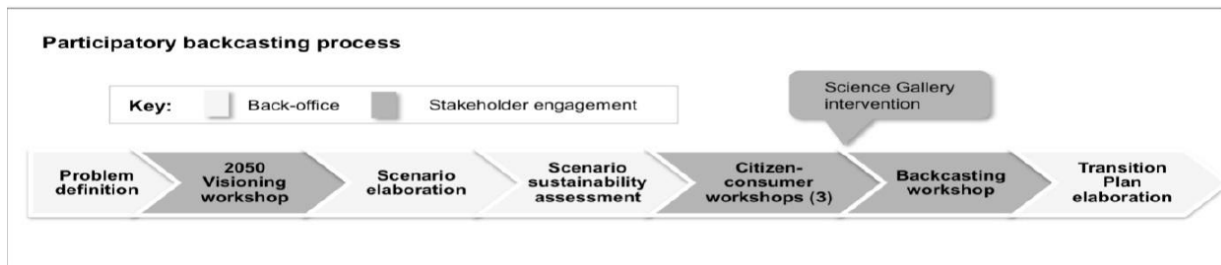 Participatory backcasting process
Key: Back-office Stakeholder engagement
Science Gallery
intervention
Problem
definition
2050
Visioning
workshop
Scenario
elaboration
Scenario
sustainability
assessment
Citizen-
consumer
workshops (3)
Backcasting
workshop
Transition
Plan
elaboration